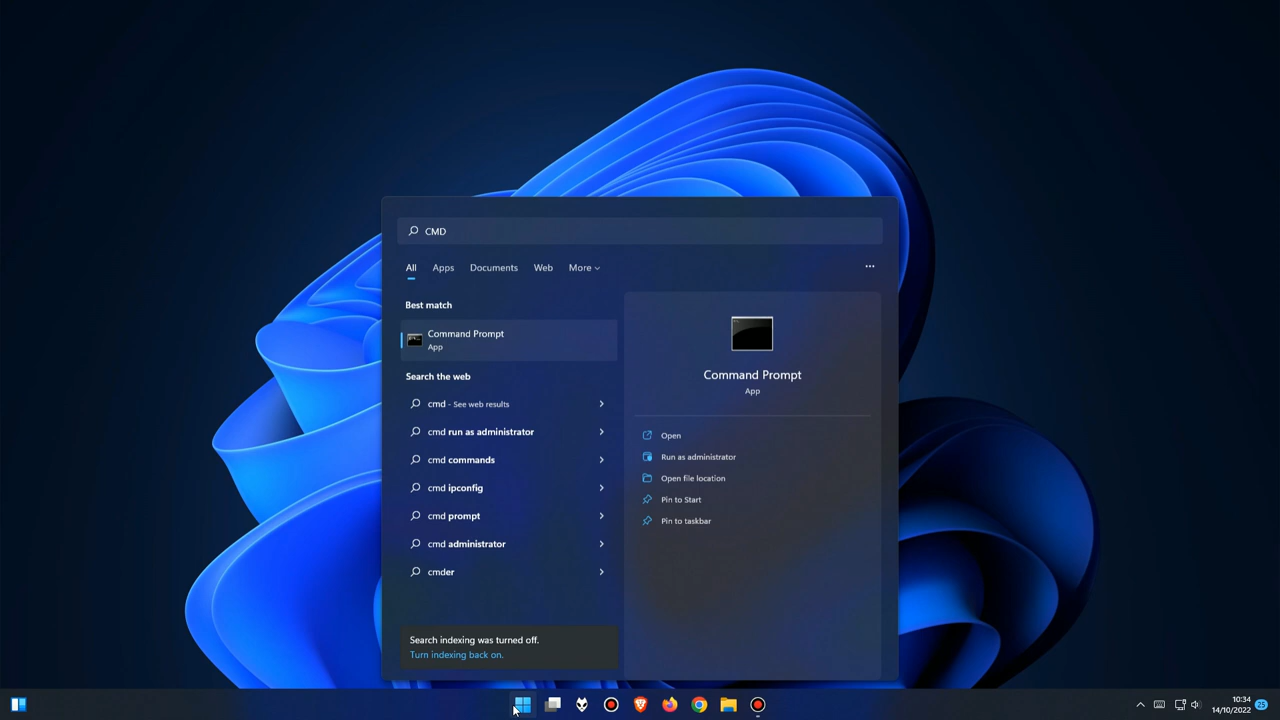 CMD
All Apps Documents Web More
Best match
Command Prompt
App
Search the web
cmd - See web results
cmd run as administrator
cmd commands
cmd ipconfig
cmd prompt
cmd administrator
cmder
Search indexing was turned off.
Turn indexing back on.
Command Prompt
App
Open
Run as administrator
Open file location
Pin to Start
Pin to taskbar
10:34
14/10/2022
25